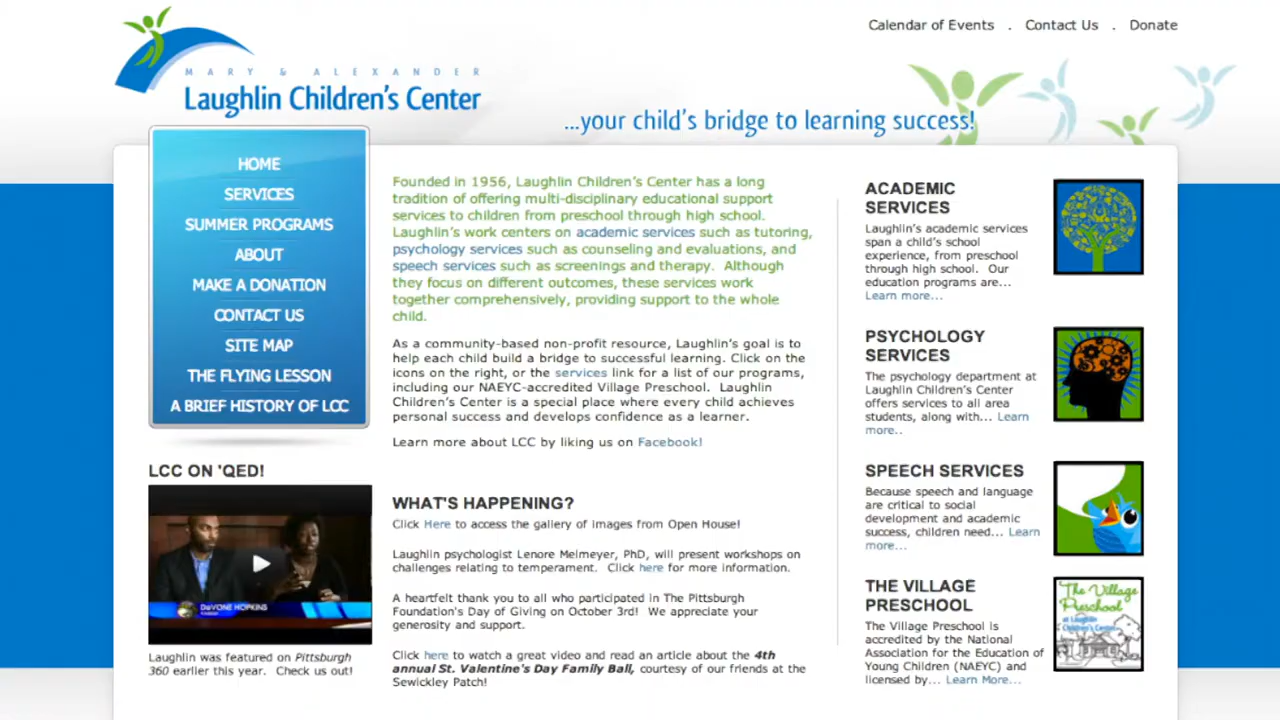 Calendar of Events . Contact Us . Donate
MARY & ALEXANDER
Laughlin Children's Center
...your child's bridge to learning success!
HOME
SERVICES
SUMMER PROGRAMS
ABOUT
MAKE A DONATION
CONTACT US
SITE MAP
THE FLYING LESSON
A BRIEF HISTORY OF LCC
LCC ON 'QED!
DaVONE HOPKINS
Laughlin was featured on Pittsburgh
360 earlier this year. Check us out!
Founded in 1956, Laughlin Children's Center has a long
tradition of offering multi-disciplinary educational support
services to children from preschool through high school.
Laughlin's work centers on academic services such as tutoring,
psychology services such as counseling and evaluations, and
speech services such as screenings and therapy. Although
they focus on different outcomes, these services work
together comprehensively, providing support to the whole
child.
As a community-based non-profit resource, Laughlin's goal is to
help each child build a bridge to successful learning. Click on the
icons on the right, or the services link for a list of our programs,
including our NAEYC-accredited Village Preschool. Laughlin
Children's Center is a special place where every child achieves
personal success and develops confidence as a learner.
Learn more about LCC by liking us on Facebook!
WHAT'S HAPPENING?
Click Here to access the gallery of images from Open House!
Laughlin psychologist Lenore Melmeyer, PhD, will present workshops on
challenges relating to temperament. Click here for more information.
A heartfelt thank you to all who participated in The Pittsburgh
Foundation's Day of Giving on October 3rd! We appreciate your
generosity and support.
Click here to watch a great video and read an article about the 4th
annual St. Valentine's Day Family Ball, courtesy of our friends at the
Sewickley Patch!
ACADEMIC
SERVICES
Laughlin's academic services
span a child's school
experience, from preschool
through high school. Our
education programs are...
Learn more...
PSYCHOLOGY
SERVICES
The psychology department at
Laughlin Children's Center
offers services to all area
students, along with... Learn
more..
SPEECH SERVICES
Because speech and language
are critical to social
development and academic
success, children need... Learn
more...
THE VILLAGE
PRESCHOOL
The Village Preschool is
accredited by the National
Association for the Education of
Young Children (NAEYC) and
licensed by... Learn More...
The Village
Preschool
at Laughlin
Children's Center